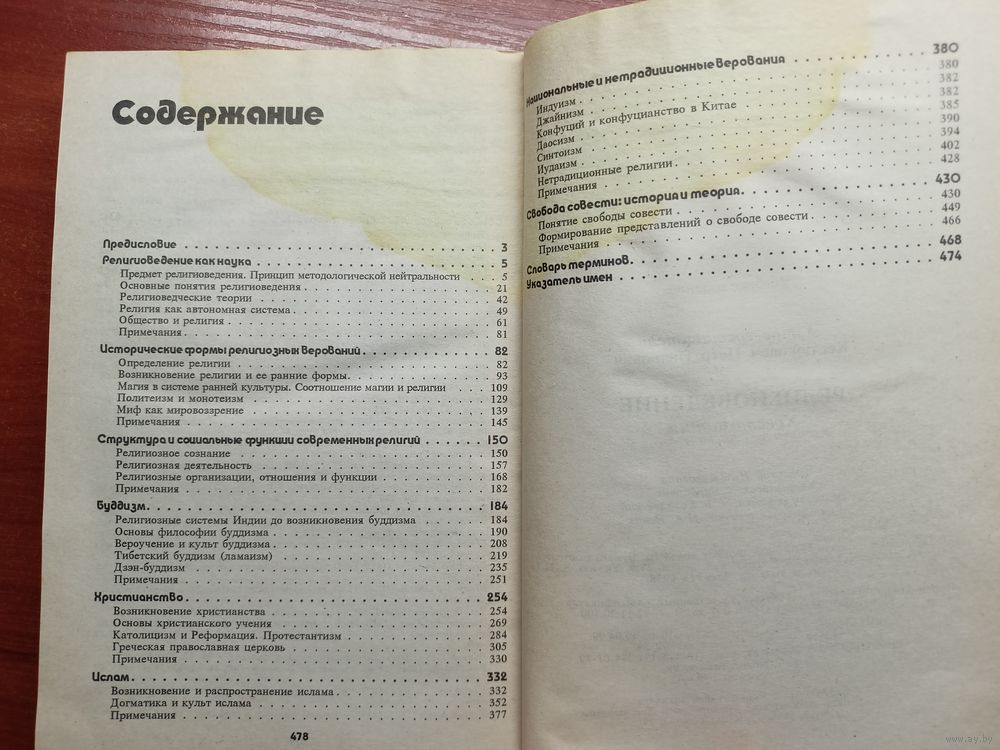 Содержание
Предисловие . . . . . . . . . . . . . . . . . . . . 3
Религиоведение как наука . . . . . . . . . . . . . . . . . . . . 5
Предмет религиоведения. Принцип методологической нейтральности . . 5
Основные понятия религиоведения . . . . . . . . . . . . . . . 21
Религиоведческие теории . . . . . . . . . . . . . . . 42
Религия как автономная система . . . . . . . . . . . . . . . 49
Общество и религия . . . . . . . . . . . . . . . 61
Примечания . . . . . . . . . . . . . . . 81
Исторические формы религиозных верований . . . . . . . . . . 82
Определение религии . . . . . . . . . . . . . . . 82
Возникновение религии и ее ранние формы . . . . . . . . . . 93
Магия в системе ранней культуры. Соотношение магии и религии . . . 109
Политеизм и монотеизм . . . . . . . . . . . . . . . 129
Миф как мировоззрение . . . . . . . . . . . . . . . 139
Примечания . . . . . . . . . . . . . . . 145
Структура и социальные функции современных религий . . . . . 150
Религиозное сознание . . . . . . . . . . . . . . . 150
Религиозная деятельность . . . . . . . . . . . . . . . 157
Религиозные организации, отношения и функции . . . . . . . . . . 168
Примечания . . . . . . . . . . . . . . . 182
Буддизм . . . . . . . . . . . . . . . . . . . . 184
Религиозные системы Индии до возникновения буддизма . . . . . 184
Основы философии буддизма . . . . . . . . . . . . . . . 190
Вероучение и культ буддизма . . . . . . . . . . . . . . . 208
Тибетский буддизм (ламаизм) . . . . . . . . . . . . . . . 219
Дзэн-буддизм . . . . . . . . . . . . . . . 235
Примечания . . . . . . . . . . . . . . . 251
Христианство . . . . . . . . . . . . . . . . . . . . 254
Возникновение христианства . . . . . . . . . . . . . . . 254
Основы христианского учения . . . . . . . . . . . . . . . 269
Католицизм и Реформация. Протестантизм . . . . . . . . . . 284
Греческая православная церковь . . . . . . . . . . . . . . . 305
Примечания . . . . . . . . . . . . . . . 330
Ислам . . . . . . . . . . . . . . . . . . . . 332
Возникновение и распространение ислама . . . . . . . . . . 332
Догматика и культ ислама . . . . . . . . . . . . . . . 352
Примечания . . . . . . . . . . . . . . . 377
478
Национальные и нетрадиционные верования . . . . . . . . . . 380
Индуизм . . . . . . . . . . . . . . . 380
Джайнизм . . . . . . . . . . . . . . . 382
Конфуций и конфуцианство в Китае . . . . . . . . . . 382
Даосизм . . . . . . . . . . . . . . . 385
Синтоизм . . . . . . . . . . . . . . . 390
Иудаизм . . . . . . . . . . . . . . . 394
Нетрадиционные религии . . . . . . . . . . . . . . . 402
Примечания . . . . . . . . . . . . . . . 428
Свобода совести: история и теория . . . . . . . . . . 430
Понятие свободы совести . . . . . . . . . . . . . . . 430
Формирование представлений о свободе совести . . . . . . . . . . 449
Примечания . . . . . . . . . . . . . . . 466
Словарь терминов . . . . . . . . . . . . . . . 468
Указатель имен . . . . . . . . . . . . . . . 474
www.ay.by